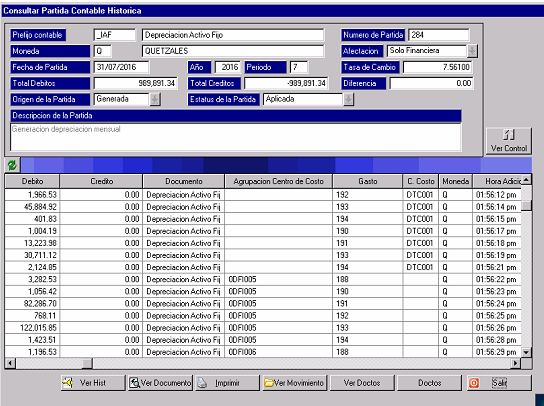 Consultar Partida Contable Historica
Prefijo contable _IAF Depreciacion Activo Fijo Numero de Partida 284
Moneda Q QUETZALES Afectacion Solo Financiera
Fecha de Partida 31/07/2016 Año 2016 Periodo 7 Tasa de Cambio 7.56100
Total Debitos 989,891.34 Total Creditos -989,891.34 Diferencia 0.00
Origen de la Partida Generada Estatus de la Partida Aplicada
Descripcion de la Partida
Generacion depreciacion mensual
Ver Control
Debito Credito Documento Agrupacion Centro de Costo Gasto C. Costo Moneda Hora Adicio
1,966.53 0.00 Depreciacion Activo Fij 192 DTC001 Q 01:56:12 pm
45,884.92 0.00 Depreciacion Activo Fij 193 DTC001 Q 01:56:14 pm
401.83 0.00 Depreciacion Activo Fij 194 DTC001 Q 01:56:15 pm
1,004.19 0.00 Depreciacion Activo Fij 190 DTC001 Q 01:56:17 pm
13,223.98 0.00 Depreciacion Activo Fij 191 DTC001 Q 01:56:18 pm
30,711.12 0.00 Depreciacion Activo Fij 193 DTC001 Q 01:56:19 pm
2,124.85 0.00 Depreciacion Activo Fij 194 DTC001 Q 01:56:21 pm
3,282.53 0.00 Depreciacion Activo Fij 0DFI005 188 Q 01:56:22 pm
1,056.42 0.00 Depreciacion Activo Fij 0DFI005 190 Q 01:56:23 pm
82,286.70 0.00 Depreciacion Activo Fij 0DFI005 191 Q 01:56:24 pm
768.11 0.00 Depreciacion Activo Fij 0DFI005 192 Q 01:56:25 pm
122,015.85 0.00 Depreciacion Activo Fij 0DFI005 193 Q 01:56:26 pm
1,423.51 0.00 Depreciacion Activo Fij 0DFI005 194 Q 01:56:28 pm
1,196.53 0.00 Depreciacion Activo Fij 0DFI006 188 Q 01:56:29 pm
Ver Hist Ver Documento Imprimir Ver Movimiento Ver Doctos Doctos Salir